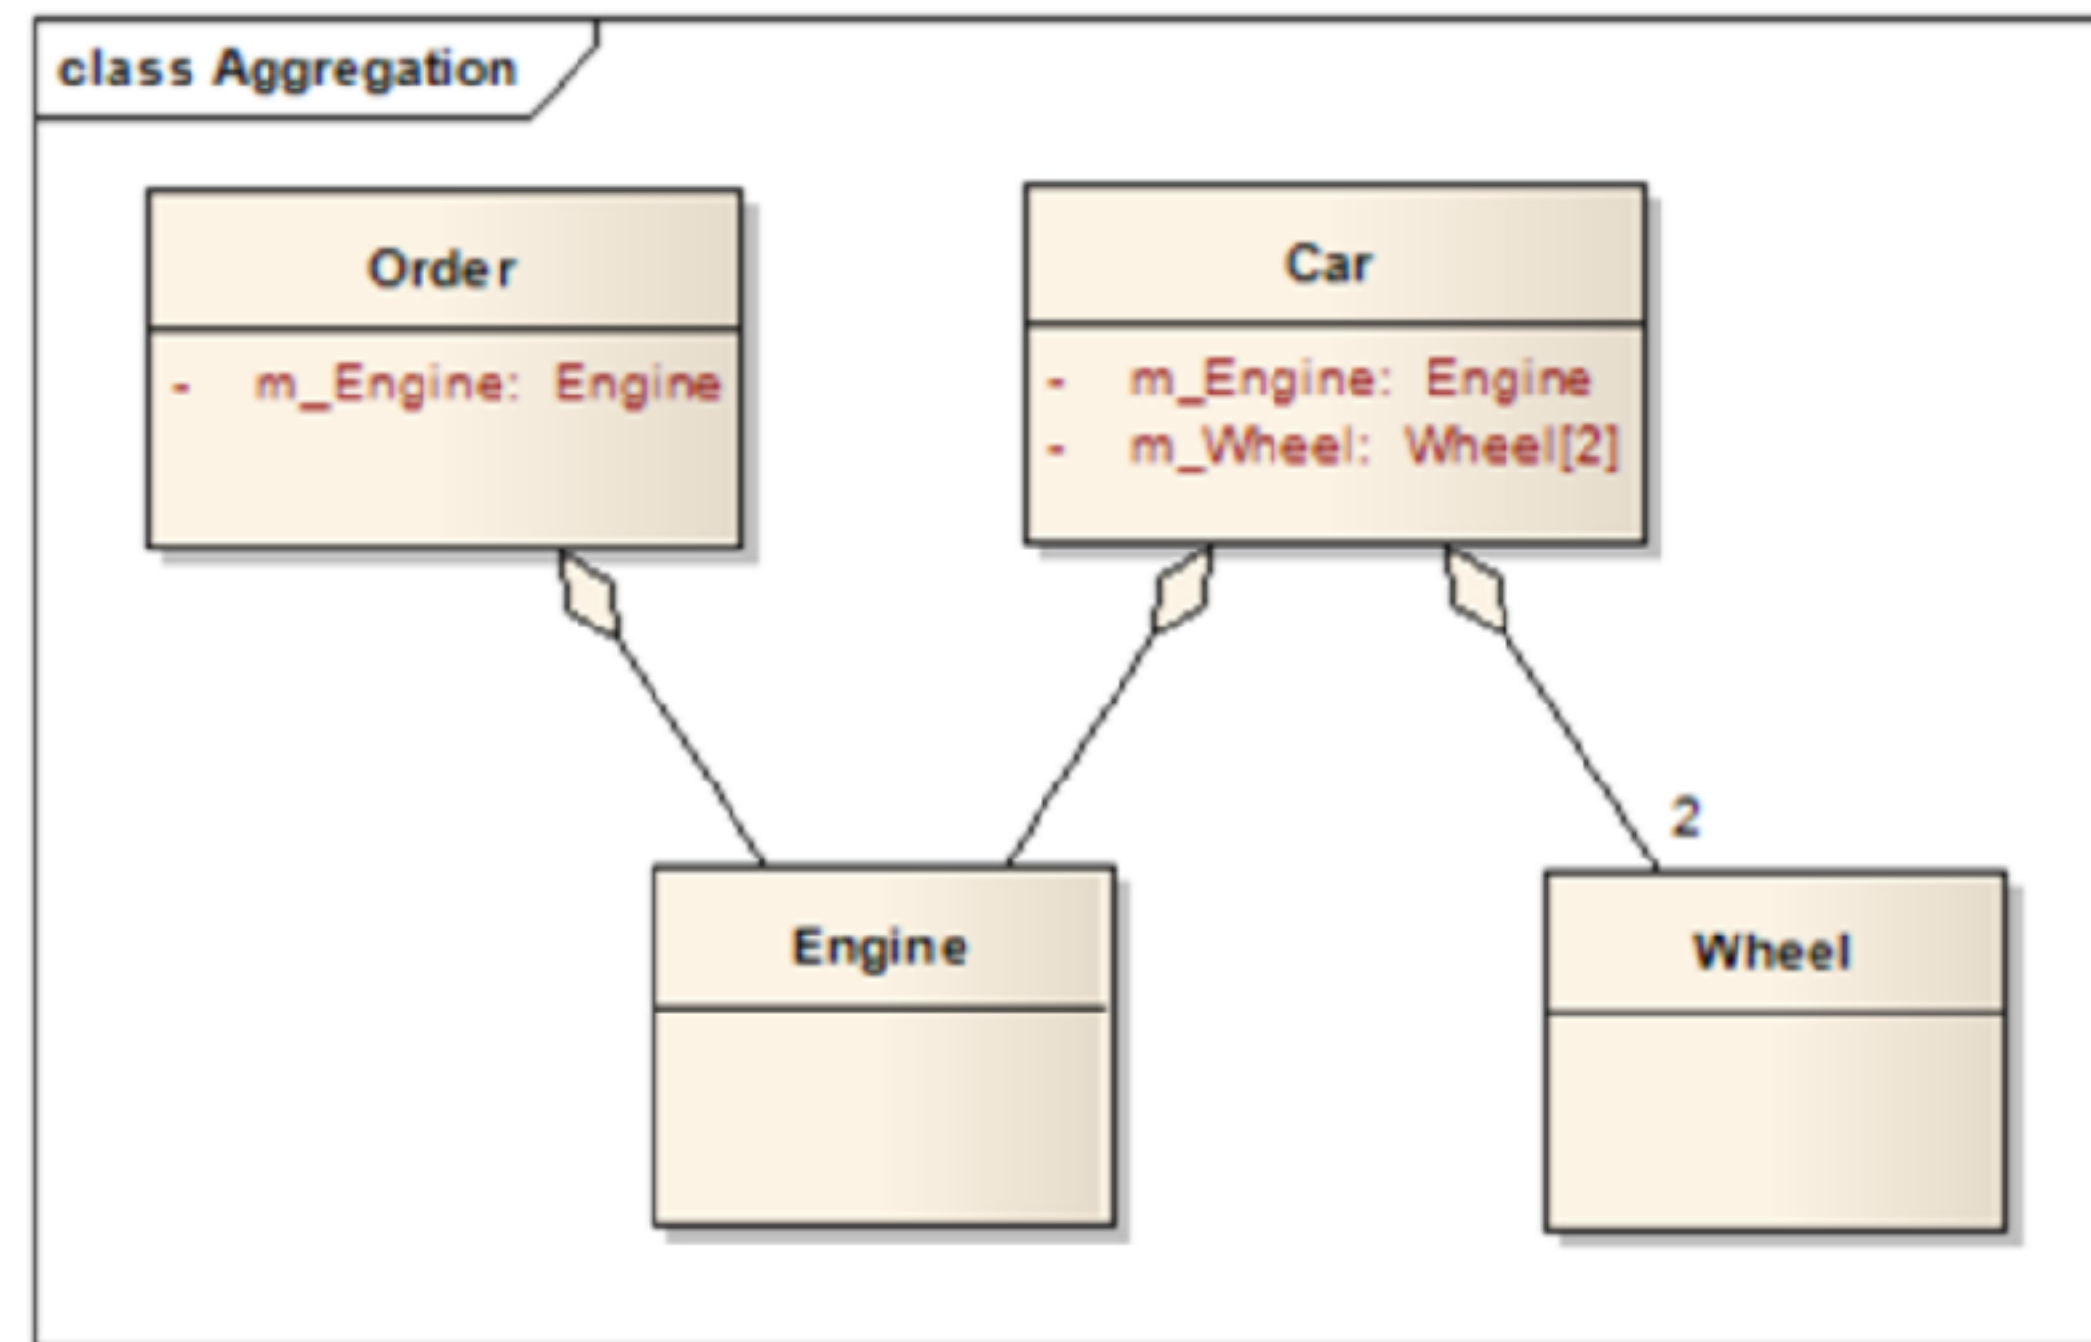 class Aggregation
Order
- m_Engine: Engine
Car
- m_Engine: Engine
- m_Wheel: Wheel[2]
2
Engine
Wheel